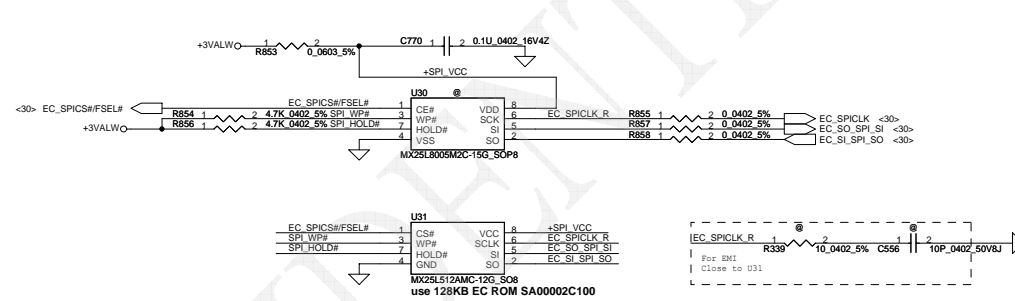 +3VALW
1
2
R853
0_0603_5%
C770
1
2
0.1U_0402_16V4Z
+SPI_VCC
U30
@
<30> EC_SPICS#/FSEL#
EC_SPICS#/FSEL#
1
CE#
VDD
8
R854
1
2
4.7K_0402_5%
SPI_WP#
3
WP#
SCK
6
EC_SPICLK_R
R855
1
2
0_0402_5%
EC_SPICLK <30>
+3VALW
R856
1
2
4.7K_0402_5%
SPI_HOLD#
7
HOLD#
SI
5
R857
1
2
0_0402_5%
EC_SO_SPI_SI <30>
4
VSS
SO
2
R858
1
2
0_0402_5%
EC_SI_SPI_SO <30>
MX25L8005M2C-15G_SOP8
U31
EC_SPICS#/FSEL#
1
CS#
VCC
8
+SPI_VCC
SPI_WP#
3
WP#
SCLK
6
EC_SPICLK_R
SPI_HOLD#
7
HOLD#
SI
5
EC_SO_SPI_SI
4
GND
SO
2
EC_SI_SPI_SO
MX25L512AMC-12G_SO8
use 128KB EC ROM SA00002C100
@
@
EC_SPICLK_R
1
2
1
2
R339
10_0402_5%
C556
10P_0402_50V8J
For EMI
Close to U31